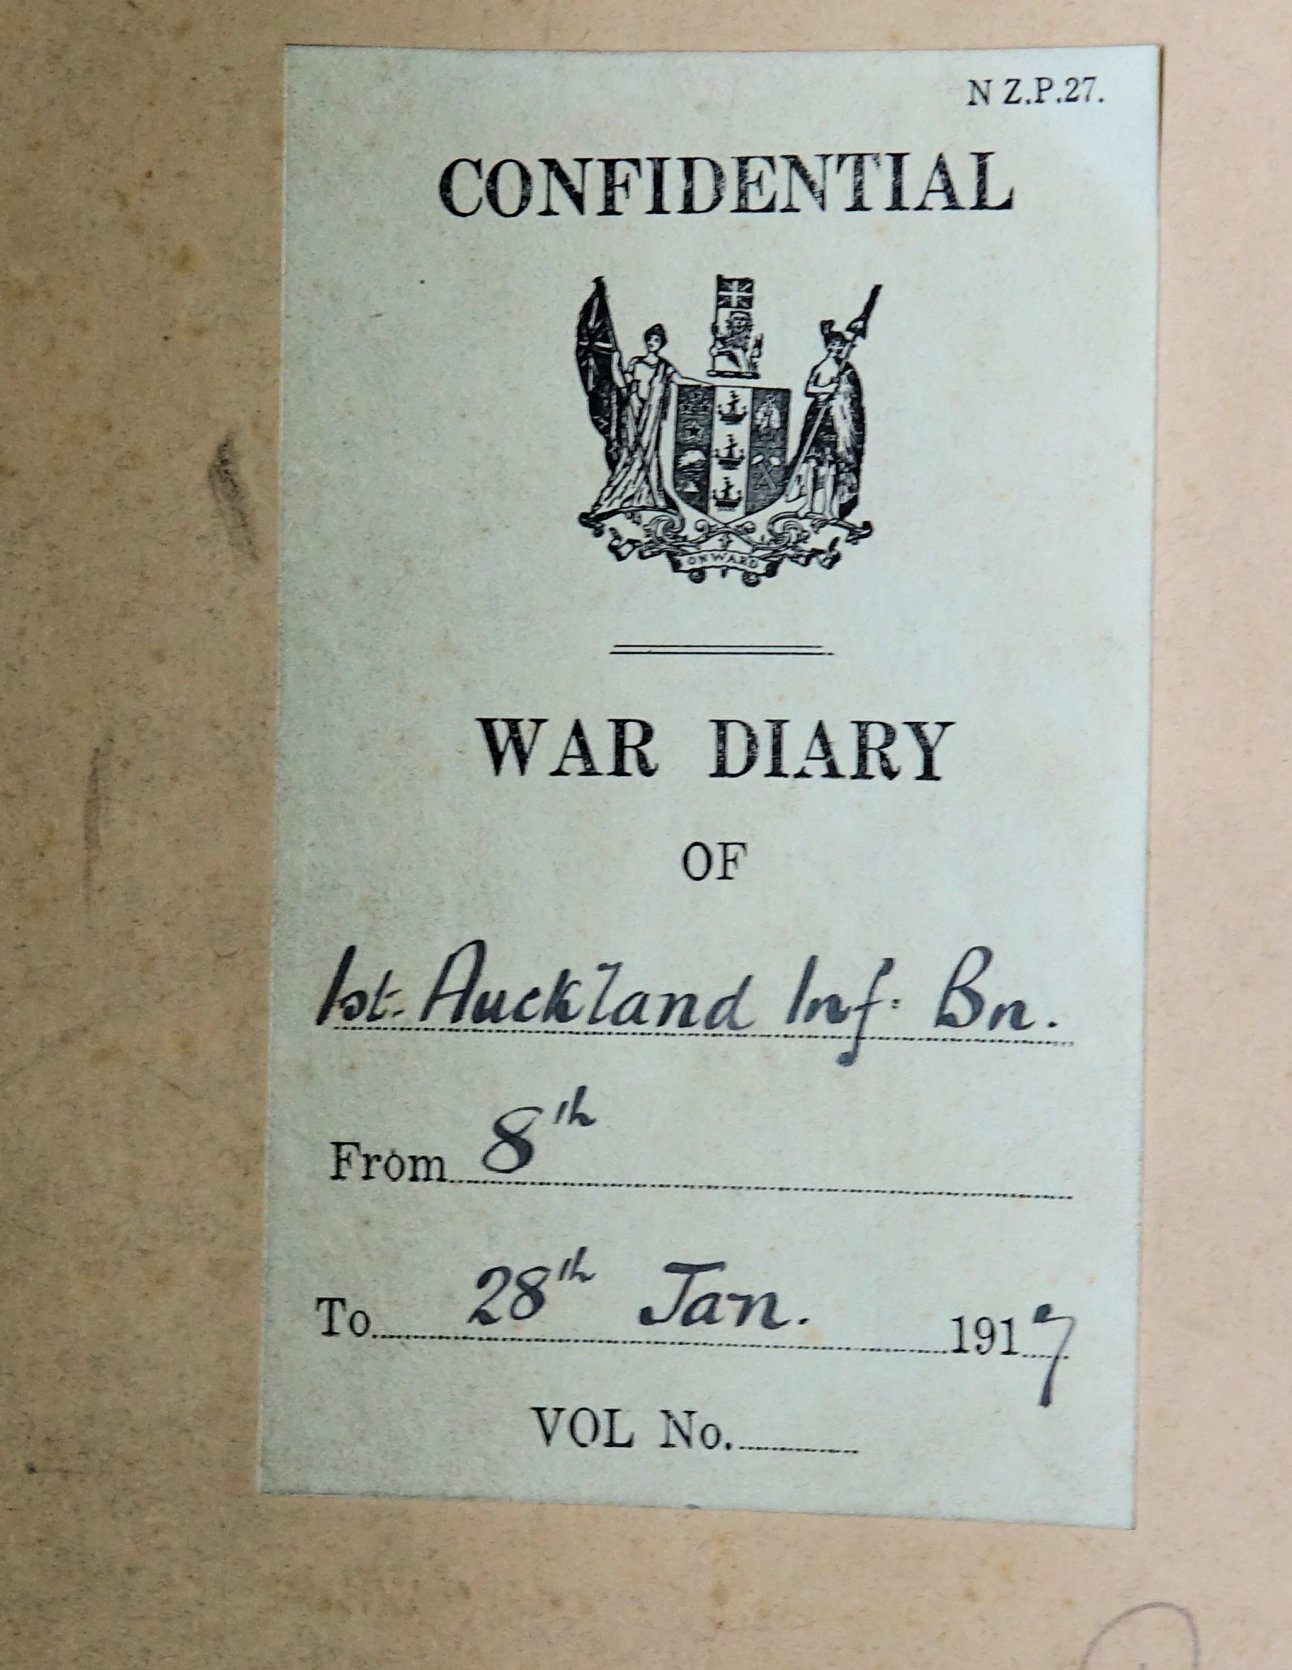 N Z.P.27.
CONFIDENTIAL
ONWARD
WAR DIARY
OF
1st. Auckland Inf: Bn.
From 8th
To 28th Jan. 1917
VOL No.